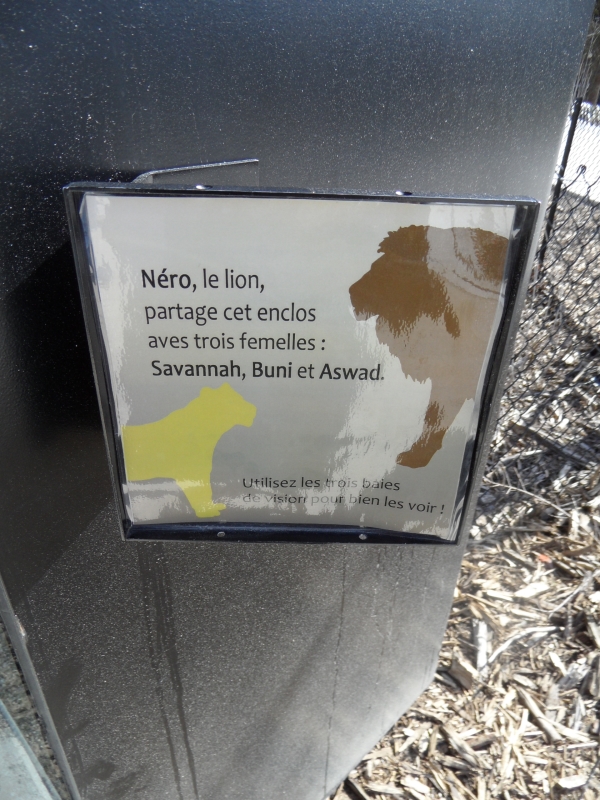 Néro, le lion,
partage cet enclos
aves trois femelles :
Savannah, Buni et Aswad.
Utilisez les trois baies
de vision pour bien les voir !